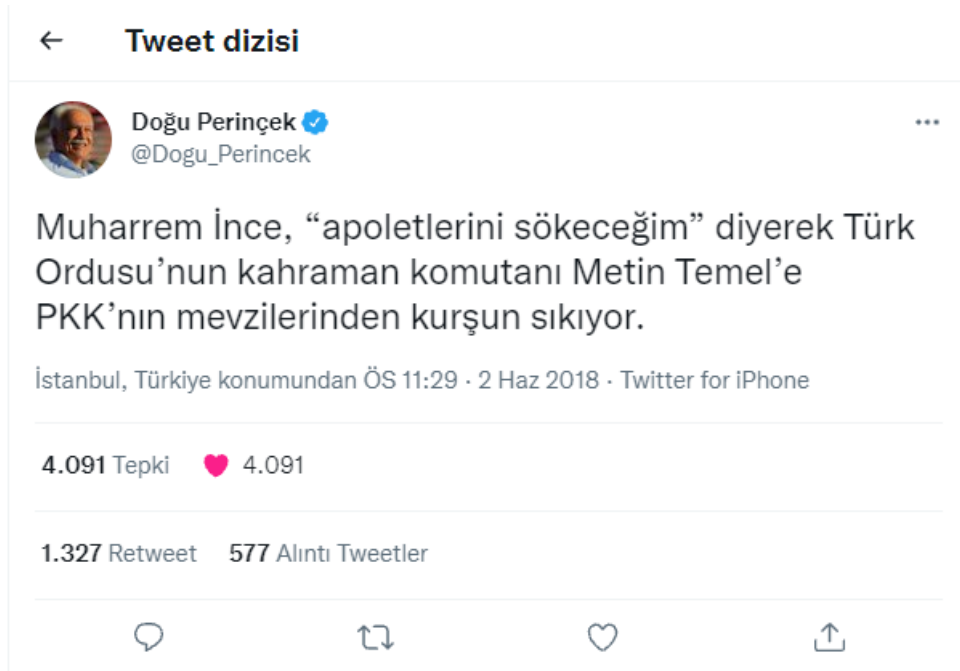 Tweet dizisi
Doğu Perinçek
@Dogu_Perincek
Muharrem İnce, “apoletlerini sökeceğim” diyerek Türk
Ordusu’nun kahraman komutanı Metin Temel’e
PKK’nın mevzilerinden kurşun sıkıyor.
İstanbul, Türkiye konumundan ÖS 11:29 · 2 Haz 2018 · Twitter for iPhone
4.091 Tepki 4.091
1.327 Retweet 577 Alıntı Tweetler